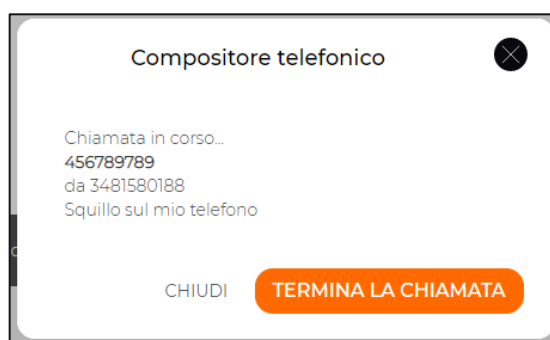 Compositore telefonico
Chiamata in corso...
456789789
da 3481580188
Squillo sul mio telefono
CHIUDI
TERMINA LA CHIAMATA